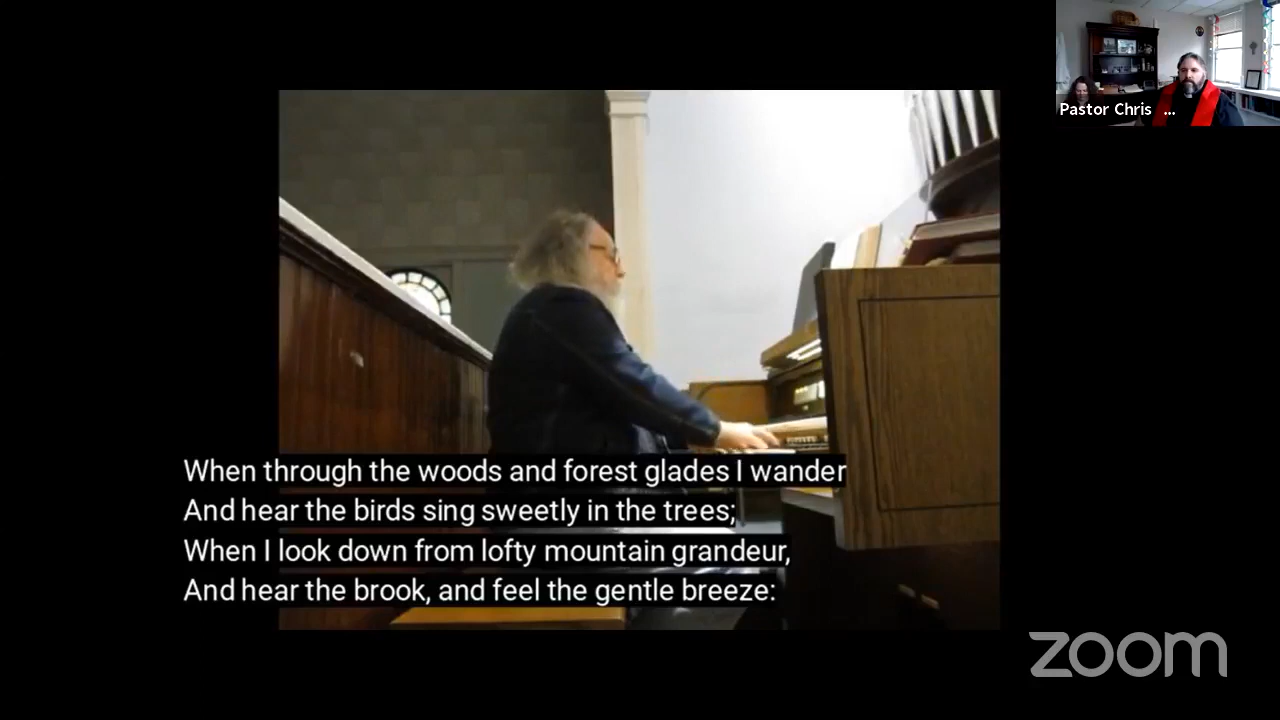 Pastor Chris ...
When through the woods and forest glades I wander
And hear the birds sing sweetly in the trees;
When I look down from lofty mountain grandeur,
And hear the brook, and feel the gentle breeze:
zoom